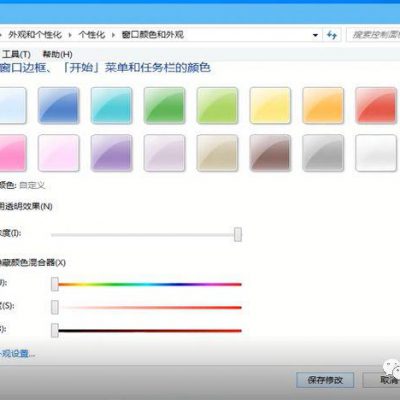 外观和个性化 ▸ 个性化 ▸ 窗口颜色和外观
搜索控制面板
工具(T) 帮助(H)
窗口边框、「开始」菜单和任务栏的颜色
颜色: 自定义
用透明效果(N)
浓度(I):
藏颜色混合器(X)
(S):
观设置...
保存修改
取消